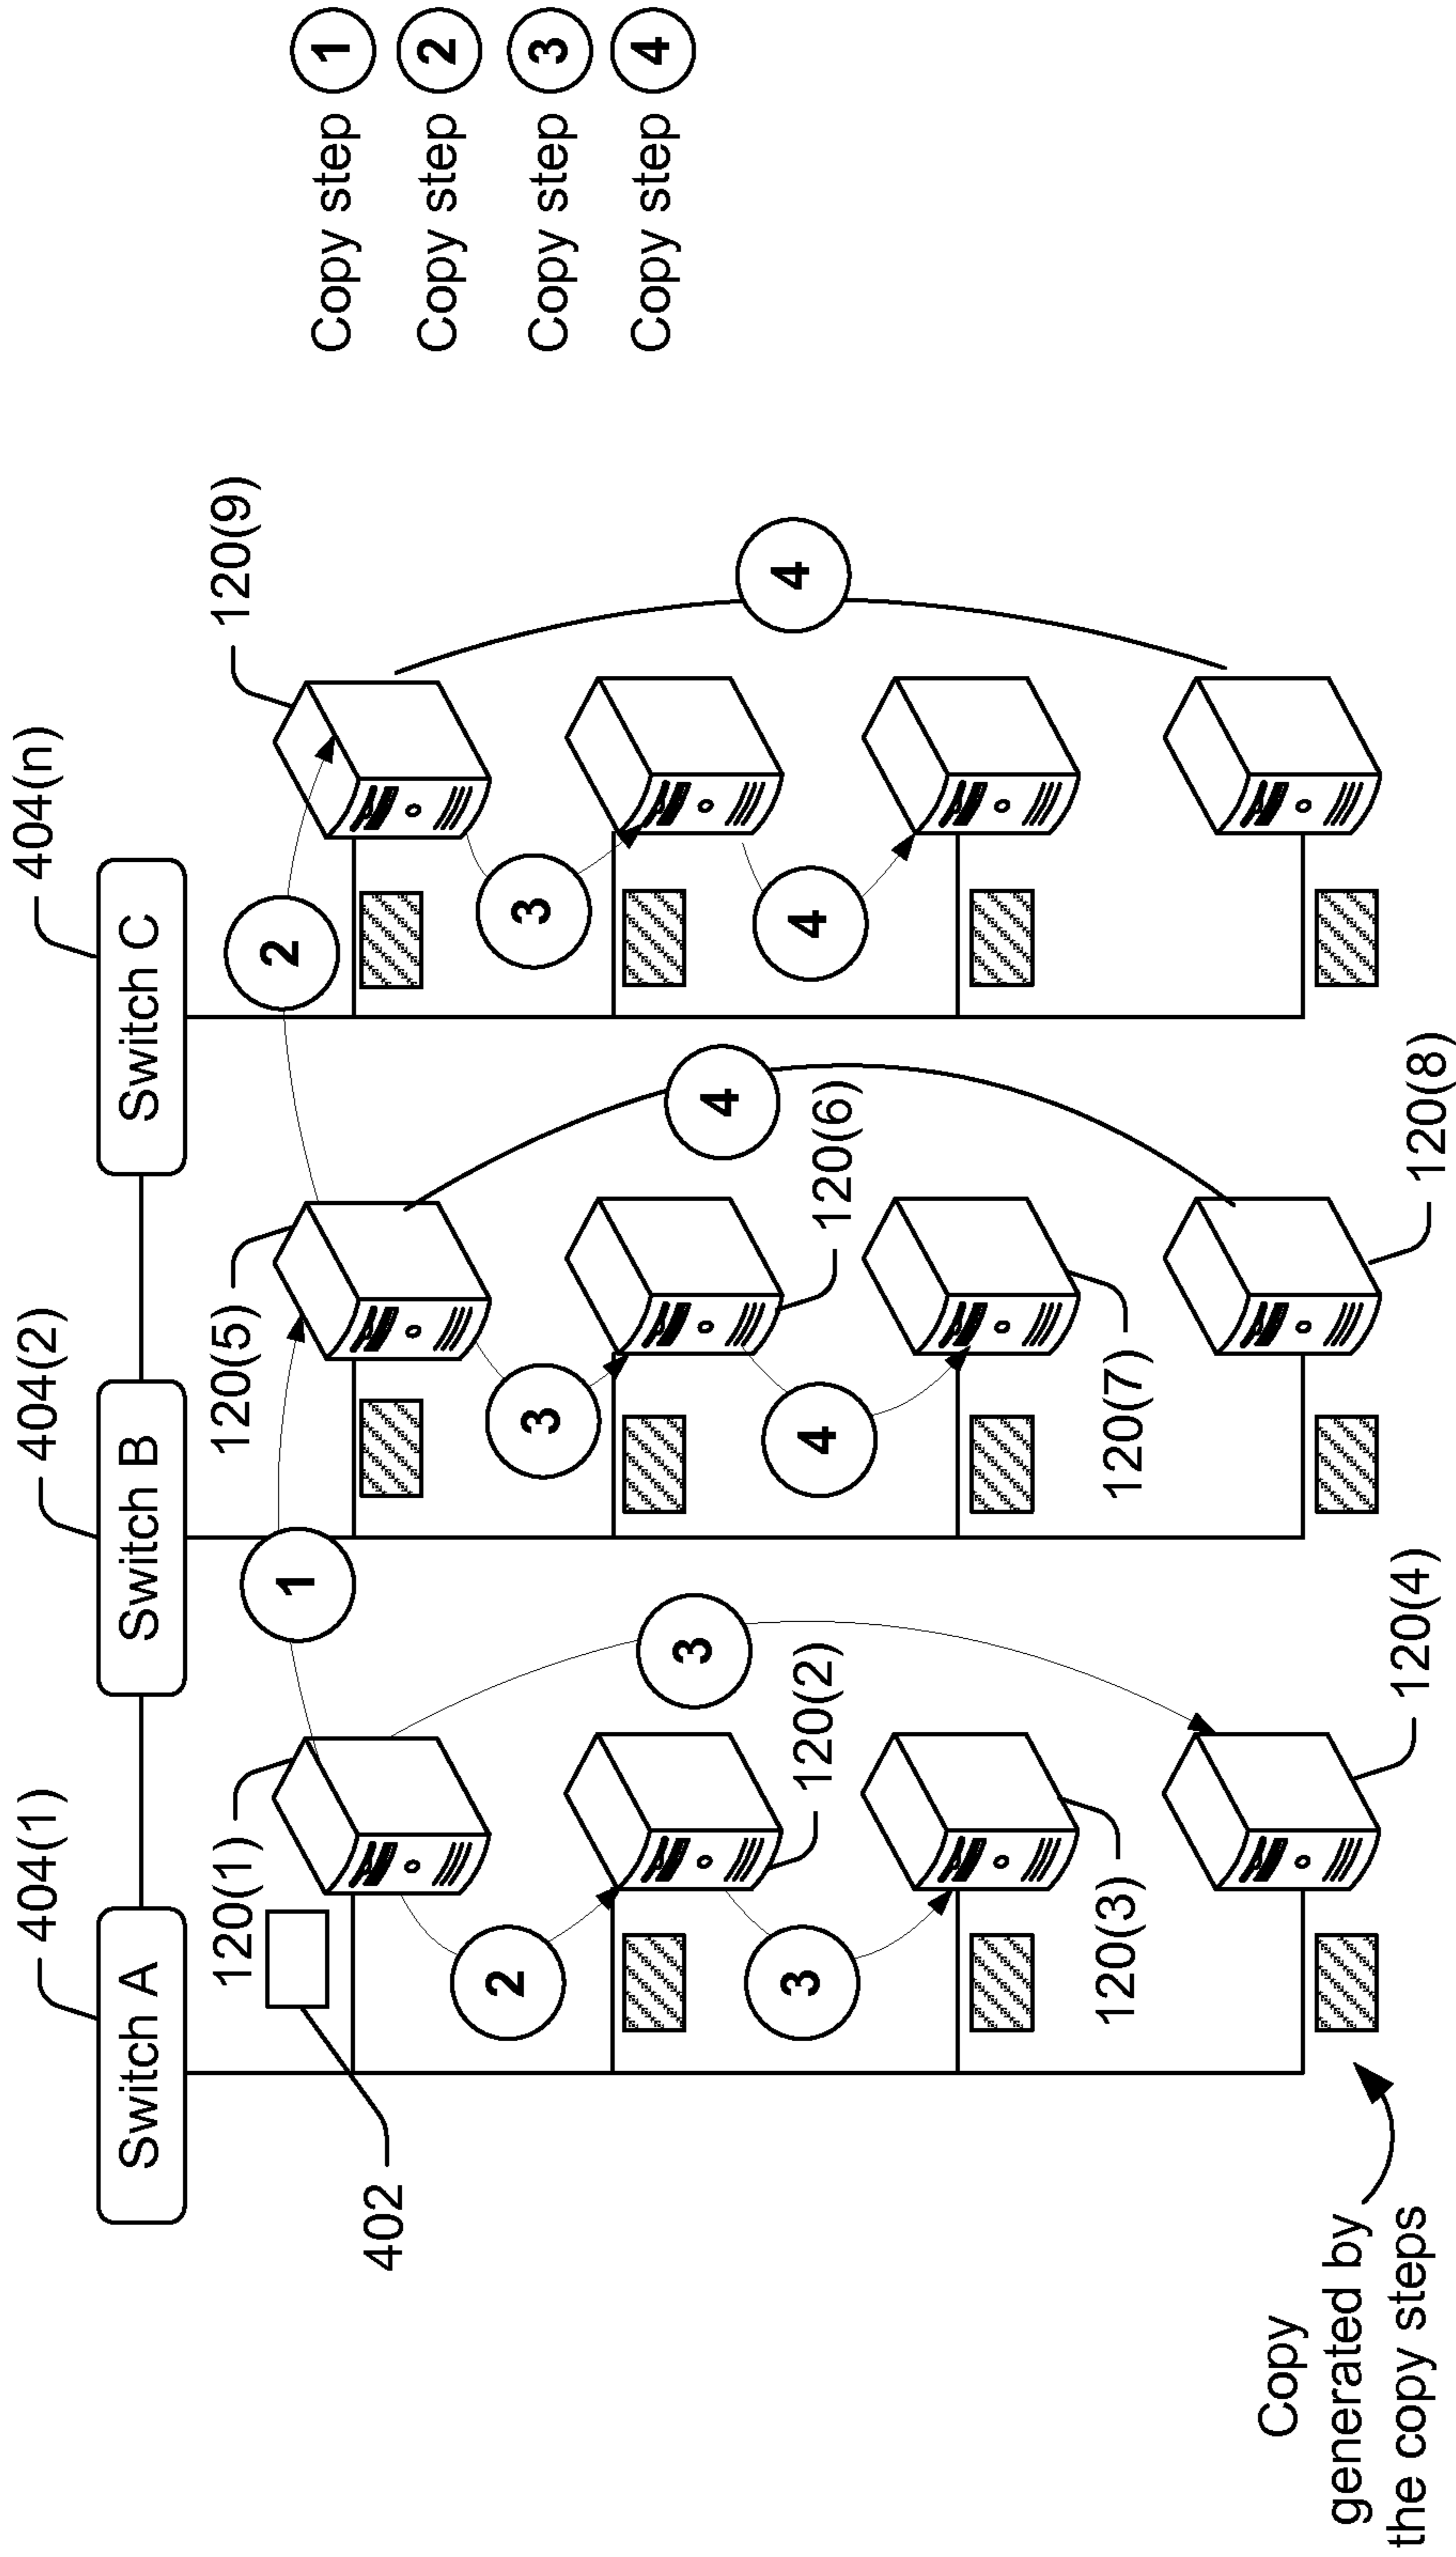 404(1)
404(2)
404(n)
Switch A
Switch B
Switch C
120(1)
120(5)
120(9)
1
2
402
2
3
3
120(2)
3
120(6)
4
4
3
4
4
120(3)
120(7)
120(4)
120(8)
Copy step 1
Copy step 2
Copy step 3
Copy step 4
Copy
generated by
the copy steps